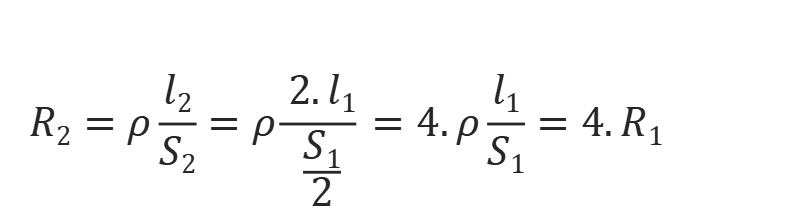 R₂ = ρ l₂/S₂ = ρ 2. l₁/(S₁/2) = 4. ρ l₁/S₁ = 4. R₁